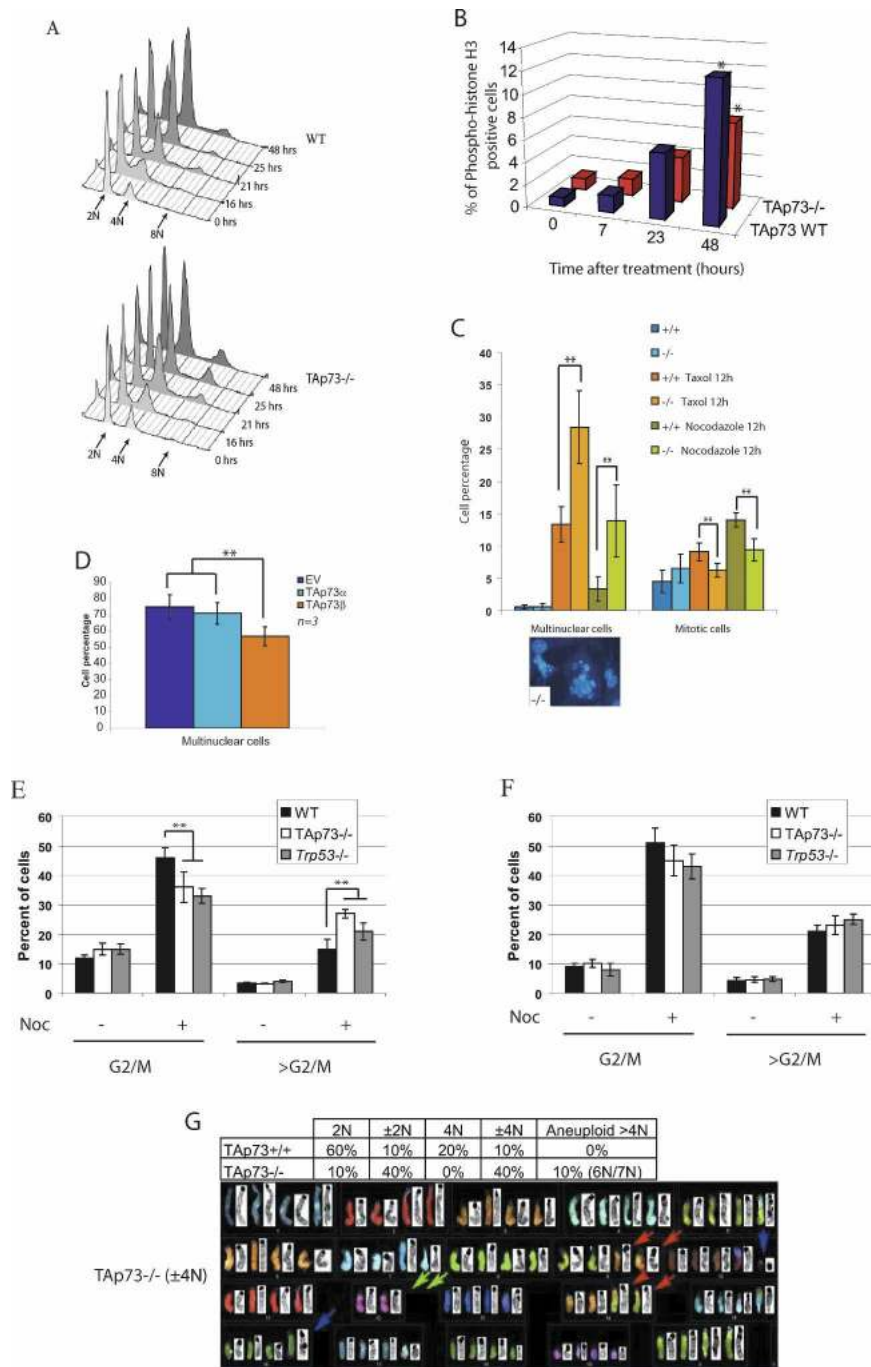 A
WT
48 hrs
25 hrs
21 hrs
16 hrs
0 hrs
2N
4N
8N
TAp73-/-
48 hrs
25 hrs
21 hrs
16 hrs
0 hrs
2N
4N
8N
B
% of Phospho-histone H3
positive cells
14
12
10
8
6
4
2
0
*
*
0
7
23
48
TAp73-/-
TAp73 WT
Time after treatment (hours)
C
+/+
-/-
+/+ Taxol 12h
-/- Taxol 12h
+/+ Nocodazole 12h
-/- Nocodazole 12h
Cell percentage
40
35
30
25
20
15
10
5
0
**
**
**
**
Multinuclear cells
Mitotic cells
-/-
D
**
EV
TAp73α
TAp73β
n=3
Cell percentage
90
80
70
60
50
40
30
20
10
0
Multinuclear cells
E
WT
TAp73-/-
Trp53-/-
Percent of cells
60
50
40
30
20
10
0
**
**
Noc - + - +
G2/M >G2/M
F
WT
TAp73-/-
Trp53-/-
Percent of cells
60
50
40
30
20
10
0
Noc - + - +
G2/M >G2/M
G
2N ±2N 4N ±4N Aneuploid >4N
TAp73+/+ 60% 10% 20% 10% 0%
TAp73-/- 10% 40% 0% 40% 10% (6N/7N)
TAp73-/- (±4N)